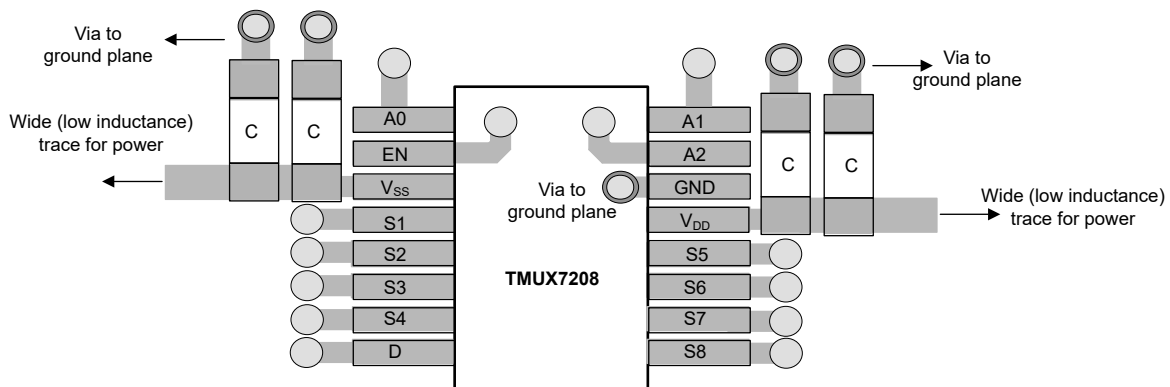 Via to
ground plane
C
C
Wide (low inductance)
trace for power
A0
EN
V_SS
S1
S2
S3
S4
D
Via to
ground plane
TMUX7208
A1
A2
GND
V_DD
S5
S6
S7
S8
C
C
Via to
ground plane
Wide (low inductance)
trace for power